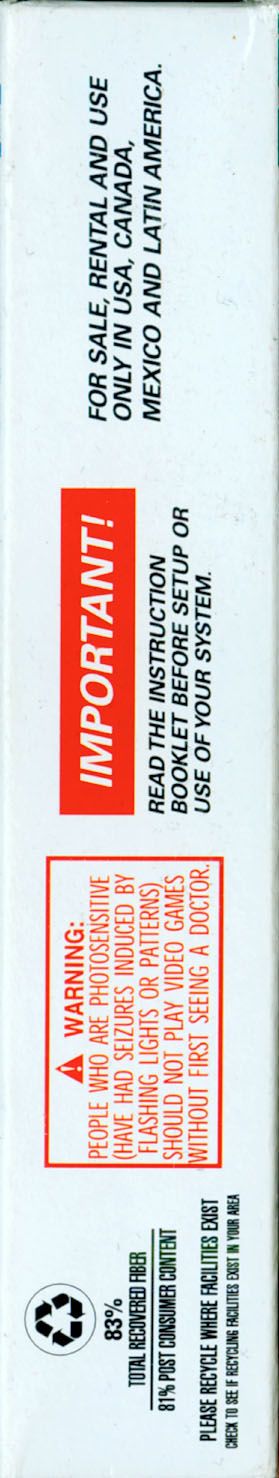 83%
TOTAL RECOVERED FIBER
81% POST CONSUMER CONTENT
PLEASE RECYCLE WHERE FACILITIES EXIST
CHECK TO SEE IF RECYCLING FACILITIES EXIST IN YOUR AREA
WARNING:
PEOPLE WHO ARE PHOTOSENSITIVE
(HAVE HAD SEIZURES INDUCED BY
FLASHING LIGHTS OR PATTERNS)
SHOULD NOT PLAY VIDEO GAMES
WITHOUT FIRST SEEING A DOCTOR.
IMPORTANT!
READ THE INSTRUCTION
BOOKLET BEFORE SETUP OR
USE OF YOUR SYSTEM.
FOR SALE, RENTAL AND USE
ONLY IN USA, CANADA,
MEXICO AND LATIN AMERICA.